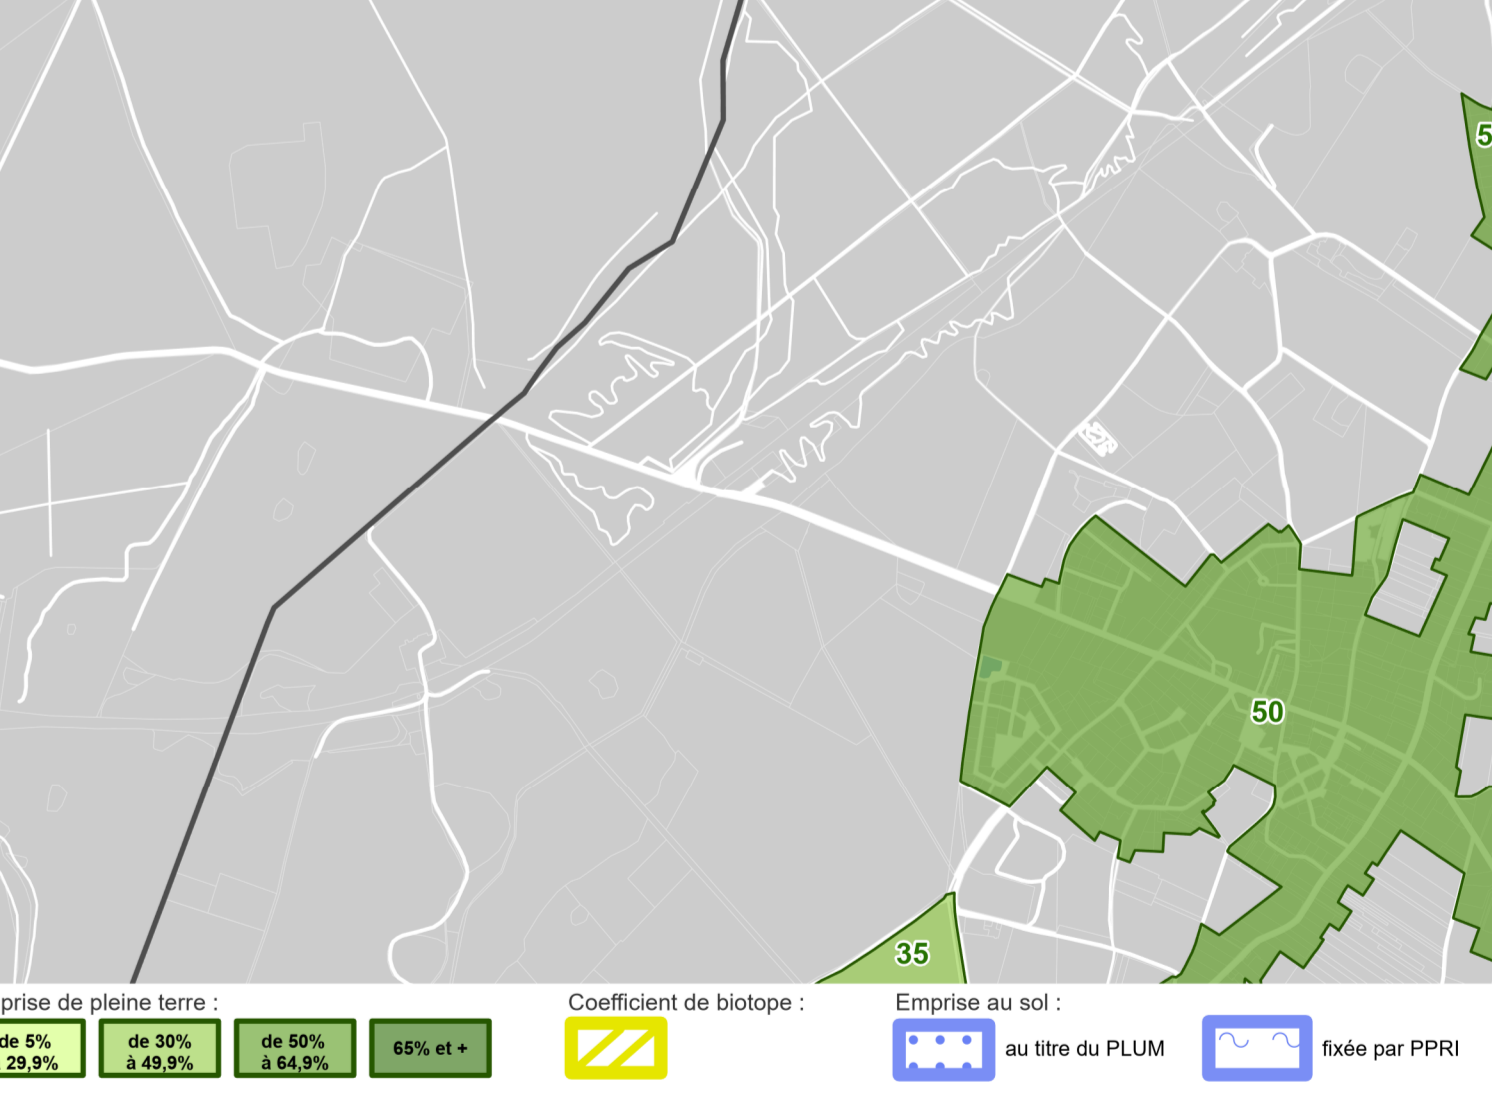 5
50
35
prise de pleine terre :
de 5%
29,9%
de 30%
à 49,9%
de 50%
à 64,9%
65% et +
Coefficient de biotope :
Emprise au sol :
au titre du PLUM
fixée par PPRI